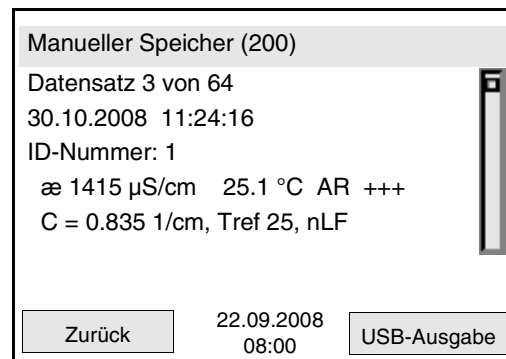 Manueller Speicher (200)
Datensatz 3 von 64
30.10.2008 11:24:16
ID-Nummer: 1
æ 1415 µS/cm 25.1 °C AR +++
C = 0.835 1/cm, Tref 25, nLF
Zurück
22.09.2008
08:00
USB-Ausgabe